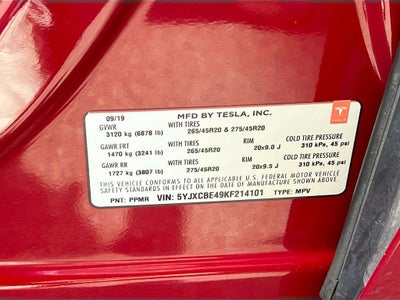 09/19 MFD BY TESLA, INC. TESLA
GVWR WITH TIRES
3120 kg (6878 lb) 265/45R20 & 275/45R20
GAWR FRT WITH TIRES RIM COLD TIRE PRESSURE
1470 kg (3241 lb) 265/45R20 20x9.0 J 310 kPa, 45 psi
GAWR RR WITH TIRES RIM COLD TIRE PRESSURE
1727 kg (3807 lb) 275/45R20 20x9.5 J 310 kPa, 45 psi
THIS VEHICLE CONFORMS TO ALL APPLICABLE U.S. FEDERAL MOTOR VEHICLE
SAFETY STANDARDS IN EFFECT ON THE DATE OF MANUFACTURE SHOWN ABOVE.
PNT: PPMR VIN: 5YJXCBE49KF214101 TYPE: MPV